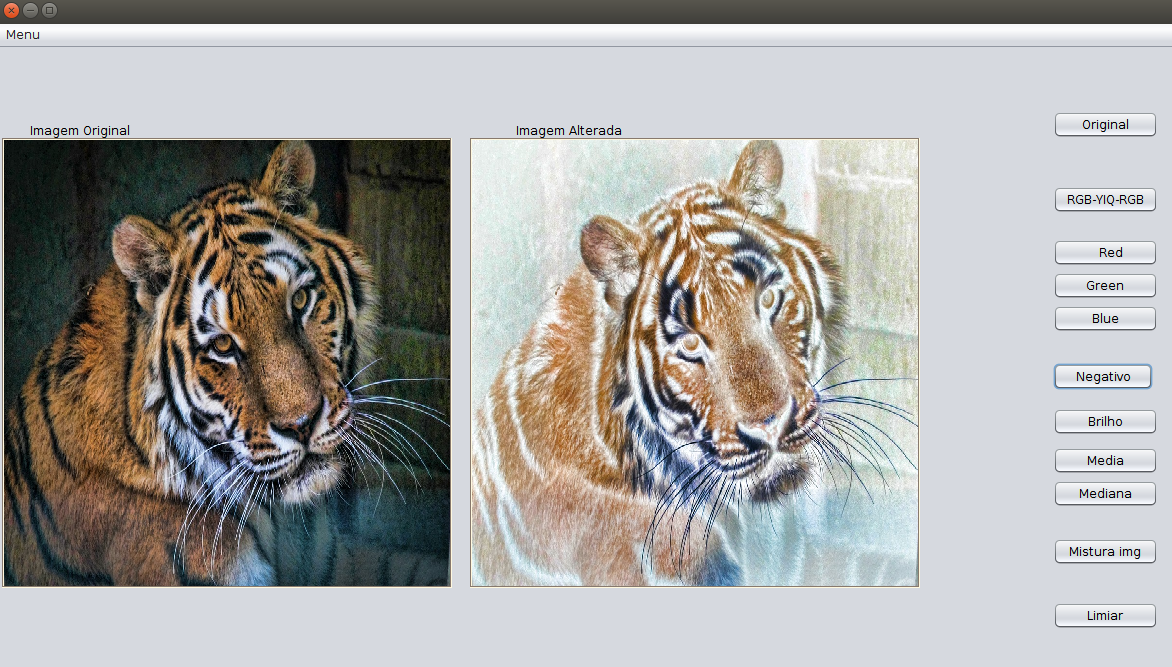 Menu
Imagem Original
Imagem Alterada
Original
RGB-YIQ-RGB
Red
Green
Blue
Negativo
Brilho
Media
Mediana
Mistura img
Limiar